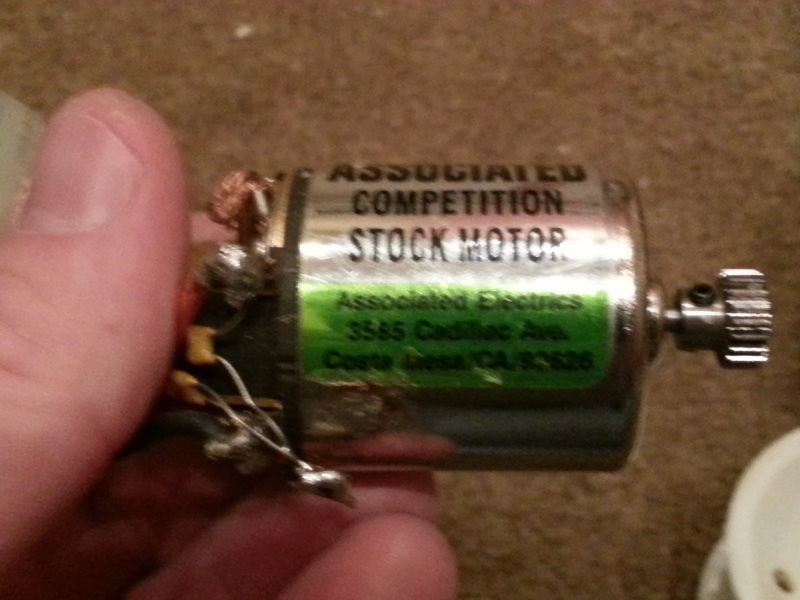 ASSOCIATED
COMPETITION
STOCK MOTOR
Associated Electrics
3585 Cadillac Ave.
Costa Mesa/CA/92626